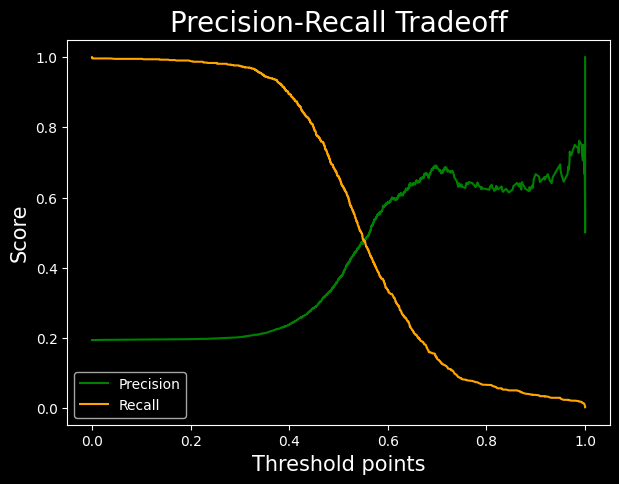 Precision-Recall Tradeoff
Score
1.0
0.8
0.6
0.4
0.2
0.0
Precision
Recall
0.0 0.2 0.4 0.6 0.8 1.0
Threshold points